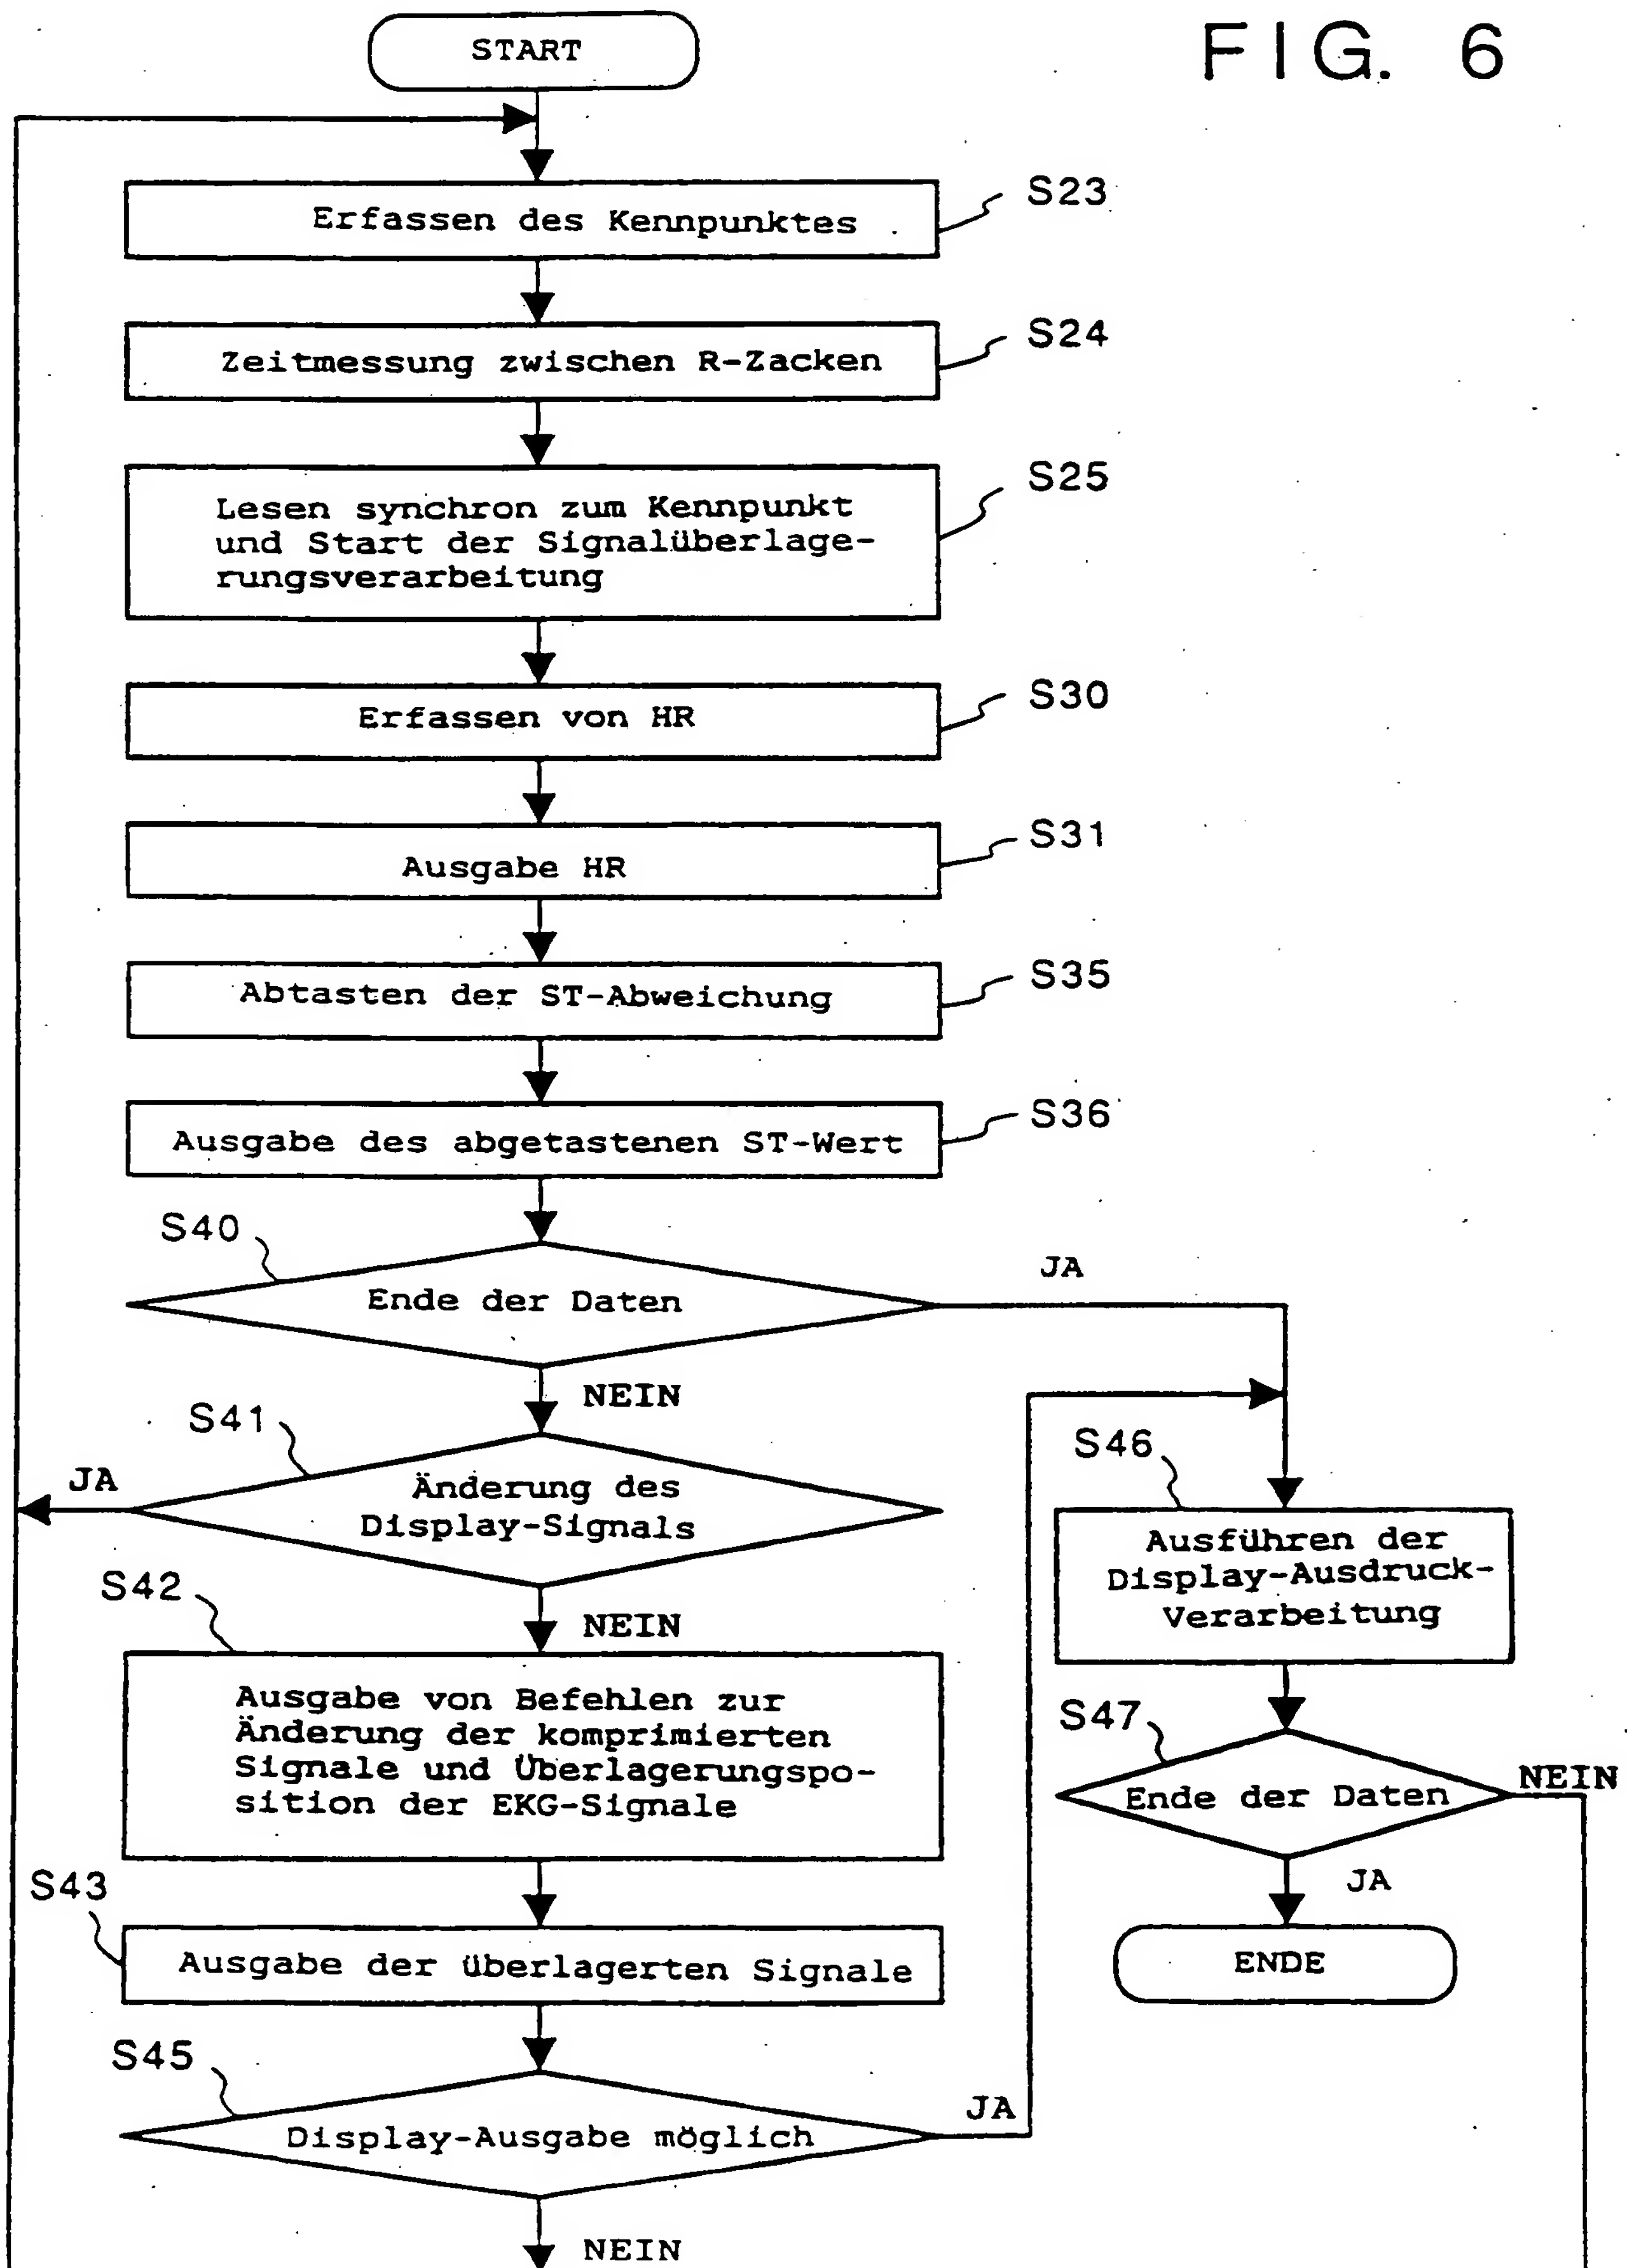 FIG. 6
START
Erfassen des Kennpunktes
S23
Zeitmessung zwischen R-Zacken
S24
Lesen synchron zum Kennpunkt
und Start der Signalüberlage-
rungsverarbeitung
S25
Erfassen von HR
S30
Ausgabe HR
S31
Abtasten der ST-Abweichung
S35
Ausgabe des abgetastenen ST-Wert
S36
S40
Ende der Daten
JA
NEIN
S41
JA
Änderung des
Display-Signals
NEIN
S42
Ausgabe von Befehlen zur
Änderung der komprimierten
Signale und Überlagerungspo-
sition der EKG-Signale
S43
Ausgabe der überlagerten Signale
S45
Display-Ausgabe möglich
JA
NEIN
S46
Ausführen der
Display-Ausdruck-
Verarbeitung
S47
Ende der Daten
NEIN
JA
ENDE